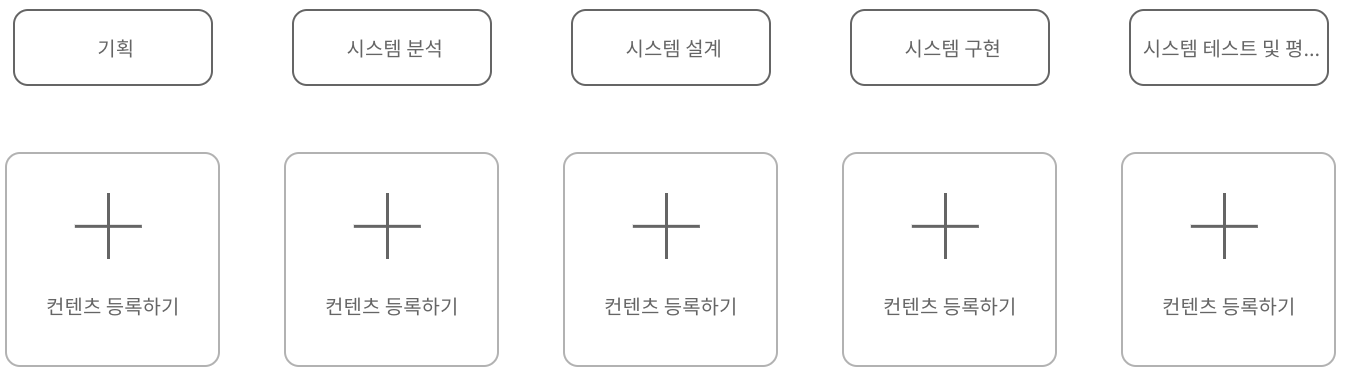 기획
시스템 분석
시스템 설계
시스템 구현
시스템 테스트 및 평...
컨텐츠 등록하기
컨텐츠 등록하기
컨텐츠 등록하기
컨텐츠 등록하기
컨텐츠 등록하기